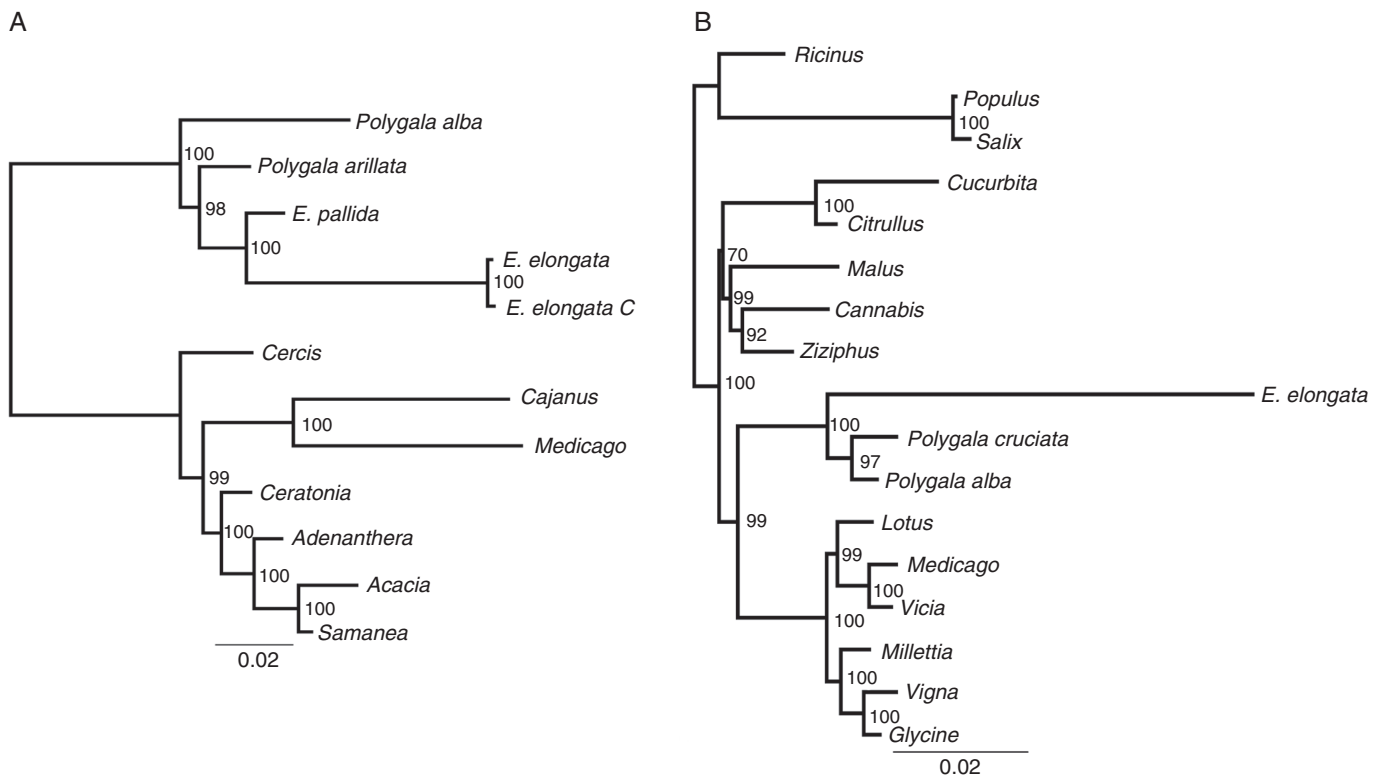 A
Polygala alba
100
Polygala arillata
98
E. pallida
100
E. elongata
100
E. elongata C
Cercis
Cajanus
100
Medicago
99
Ceratonia
100
Adenanthera
100
Acacia
100
Samanea
0.02
B
Ricinus
Populus
100
Salix
Cucurbita
100
Citrullus
70
Malus
99
Cannabis
92
Ziziphus
100
E. elongata
100
Polygala cruciata
97
Polygala alba
99
Lotus
99
Medicago
100
Vicia
100
Millettia
100
Vigna
100
Glycine
0.02